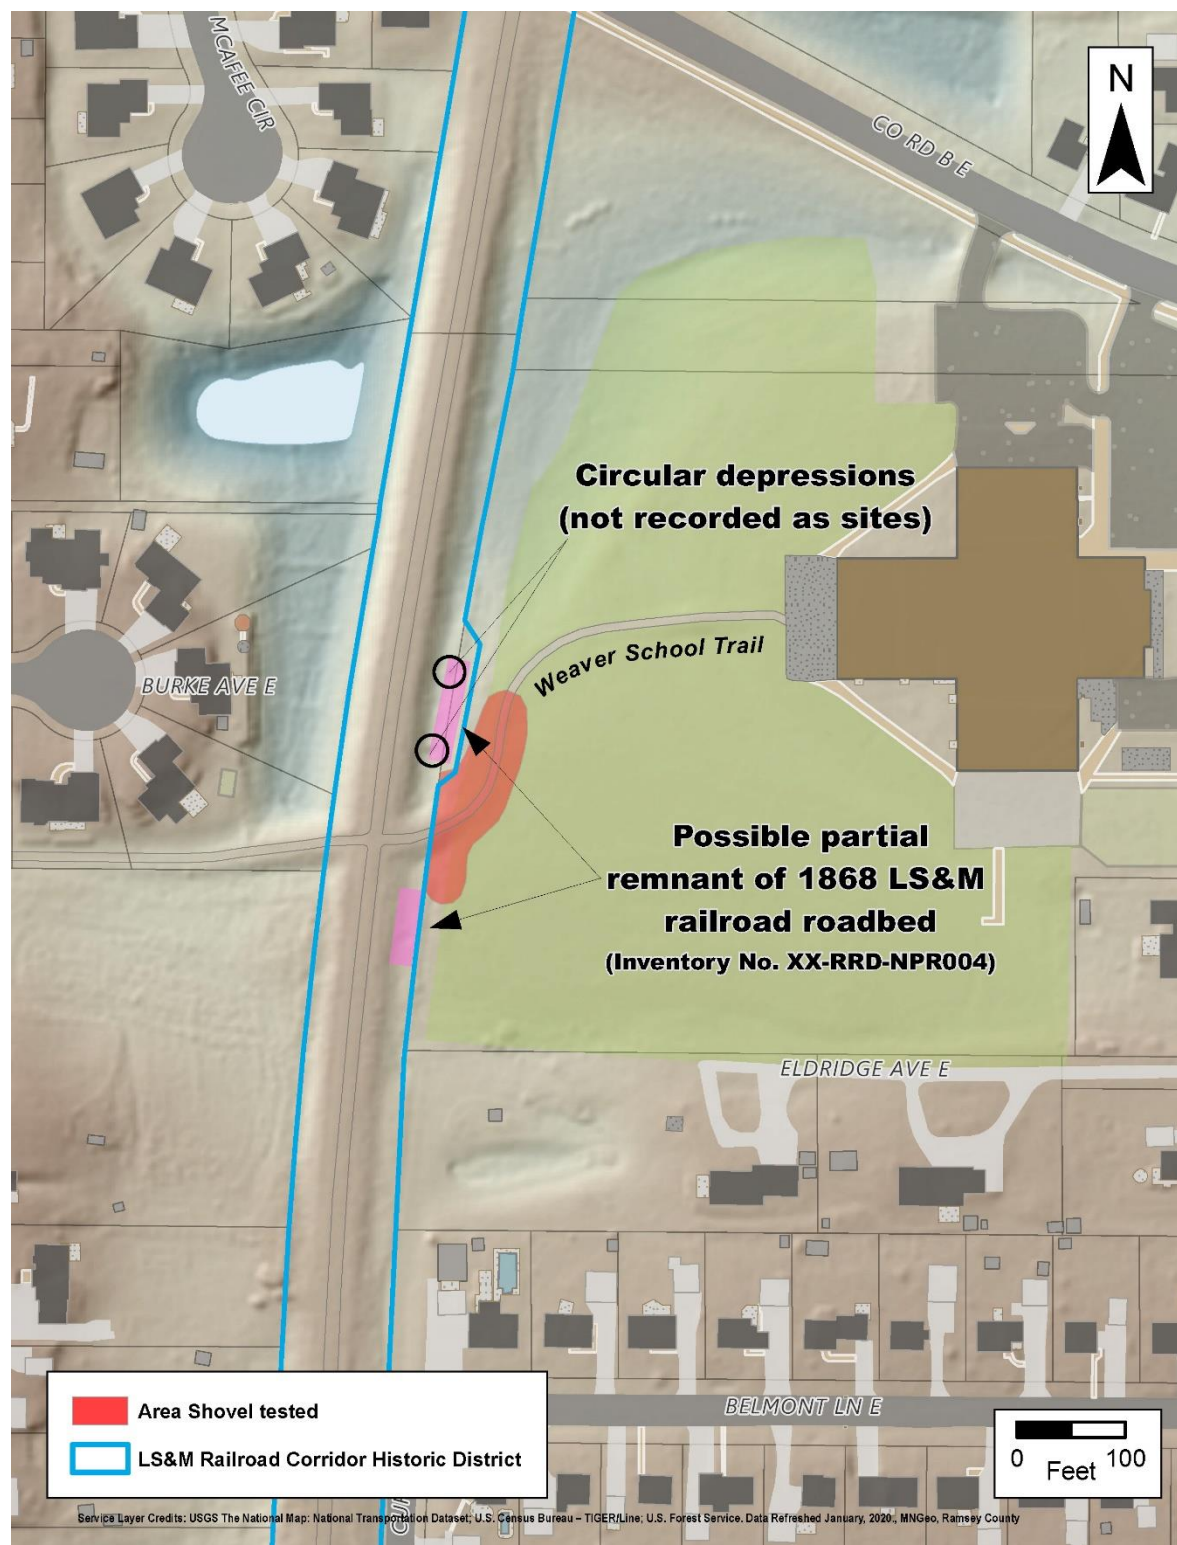 MCAFEE CIR
N
CO RD B E
Circular depressions
(not recorded as sites)
Weaver School Trail
BURKE AVE E
Possible partial
remnant of 1868 LS&M
railroad roadbed
(Inventory No. XX-RRD-NPR004)
ELDRIDGE AVE E
BELMONT LN E
Area Shovel tested
LS&M Railroad Corridor Historic District
0 100
Feet
Service Layer Credits: USGS The National Map: National Transportation Dataset; U.S. Census Bureau – TIGER/Line; U.S. Forest Service. Data Refreshed January, 2020., MNGeo, Ramsey County